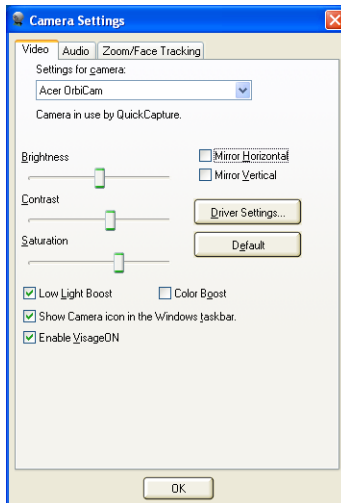 Camera Settings
Video Audio Zoom/Face Tracking
Settings for camera:
Acer OrbiCam
Camera in use by QuickCapture.
Brightness
Mirror Horizontal
Mirror Vertical
Contrast
Driver Settings...
Saturation
Default
Low Light Boost Color Boost
Show Camera icon in the Windows taskbar.
Enable VisageON
OK